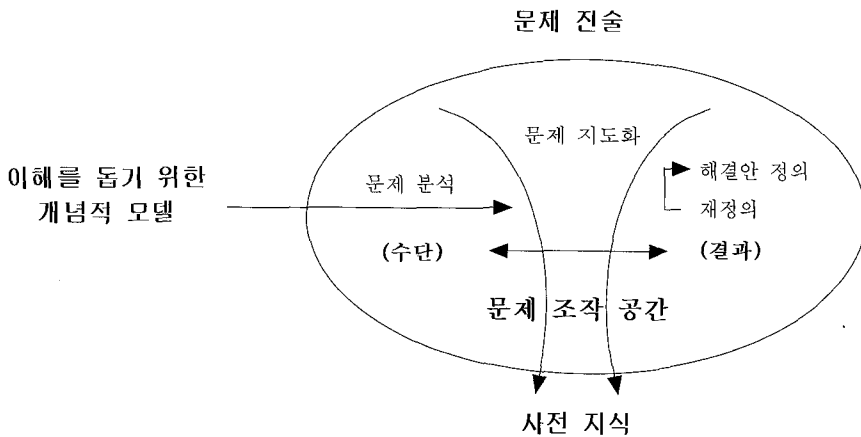 문제 진술
문제 지도화
이해를 돕기 위한
개념적 모델
문제 분석
해결안 정의
재정의
(수단)
(결과)
문제 조작 공간
사전 지식